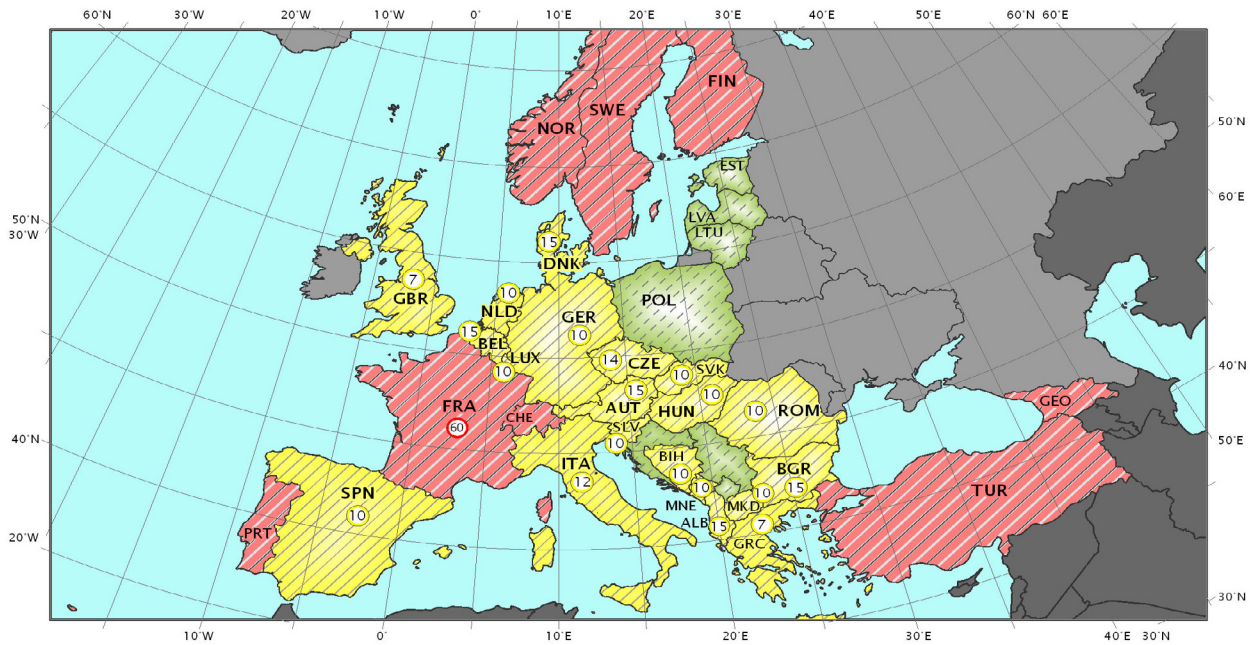 60°N 30°W 20°W 10°W 0° 10°E 20°E 30°E 40°E 50°E 60°N 60°E
50°N
30°W
40°N
20°W
50°N
60°E
40°N
50°E
30°N
FIN
SWE
NOR
EST
LVA
LTU
15
DNK
7
GBR
10
NLD
POL
GER
10
15
BEL
LUX
10
14
CZE
10
SVK
15
10
AUT
HUN
10
ROM
FRA
60
CHE
SLV
10
BIH
10
ITA
12
10
BGR
15
10
MNE
MKD
ALB
15
7
GRC
SPN
10
PRT
GEO
TUR
10°W 0° 10°E 20°E 30°E 40°E 30°N